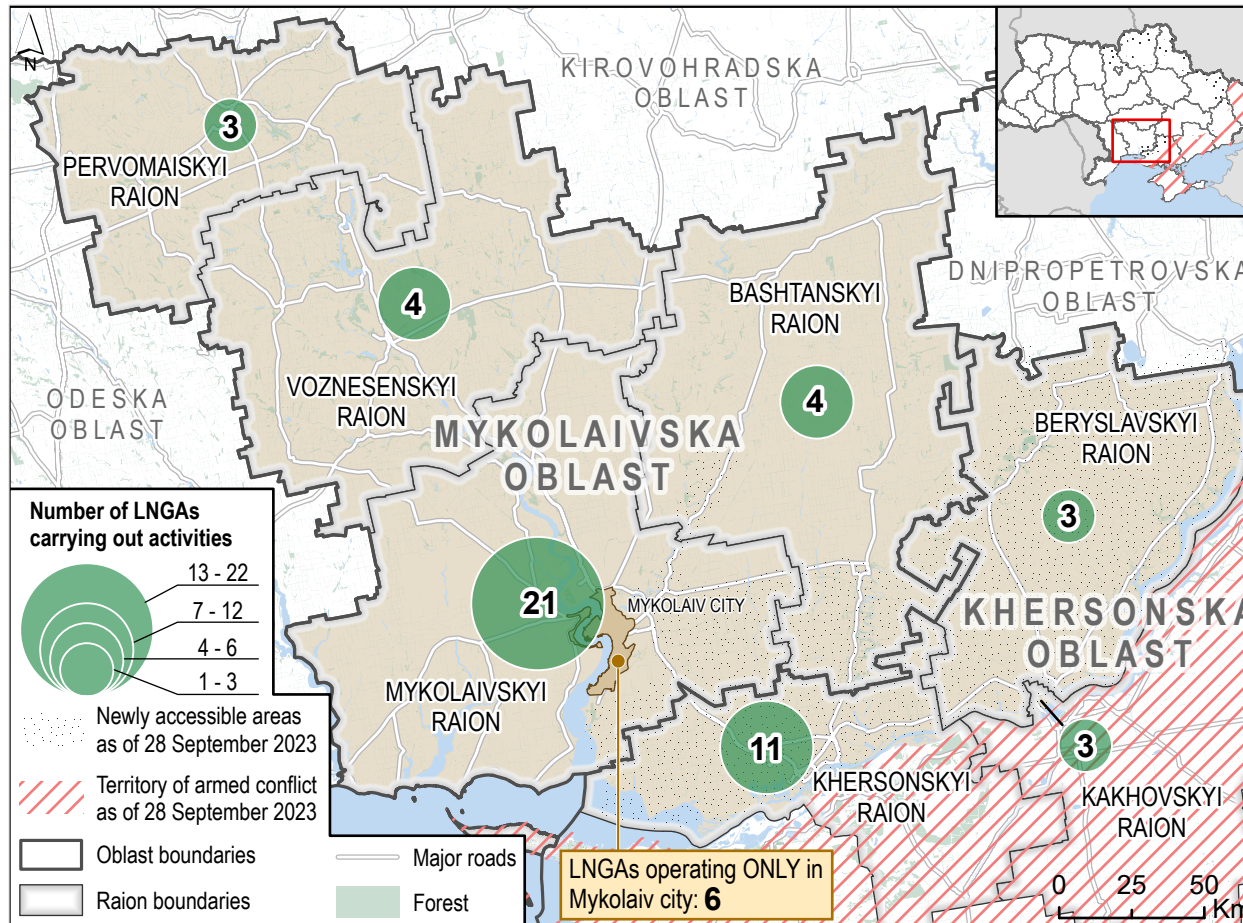 N
KIROVOHRADSKA
OBLAST
3
PERVOMAISKYI
RAION
4
BASHTANSKYI
RAION
DNIPROPETROVSKA
OBLAST
VOZNESENSKYI
RAION
4
ODESKA
OBLAST
BERYSLAVSKYI
RAION
MYKOLAIVSKA
OBLAST
3
21
MYKOLAIV CITY
KHERSONSKA
OBLAST
MYKOLAIVSKYI
RAION
11
3
KHERSONSKYI
RAION
KAKHOVSKYI
RAION
Number of LNGAs
carrying out activities
13 - 22
7 - 12
4 - 6
1 - 3
Newly accessible areas
as of 28 September 2023
Territory of armed conflict
as of 28 September 2023
Oblast boundaries
Raion boundaries
Major roads
Forest
LNGAs operating ONLY in
Mykolaiv city: 6
0 25 50
Km